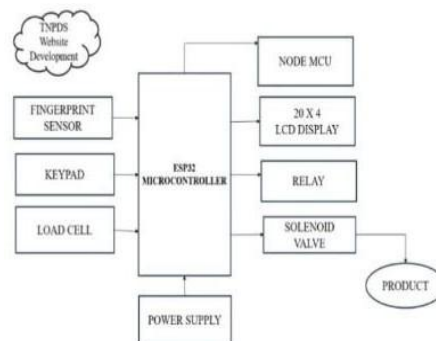 TNPDS
Website
Development
NODE MCU
FINGERPRINT
SENSOR
20 X 4
LCD DISPLAY
ESP32
MICROCONTROLLER
KEYPAD
RELAY
LOAD CELL
SOLENOID
VALVE
PRODUCT
POWER SUPPLY